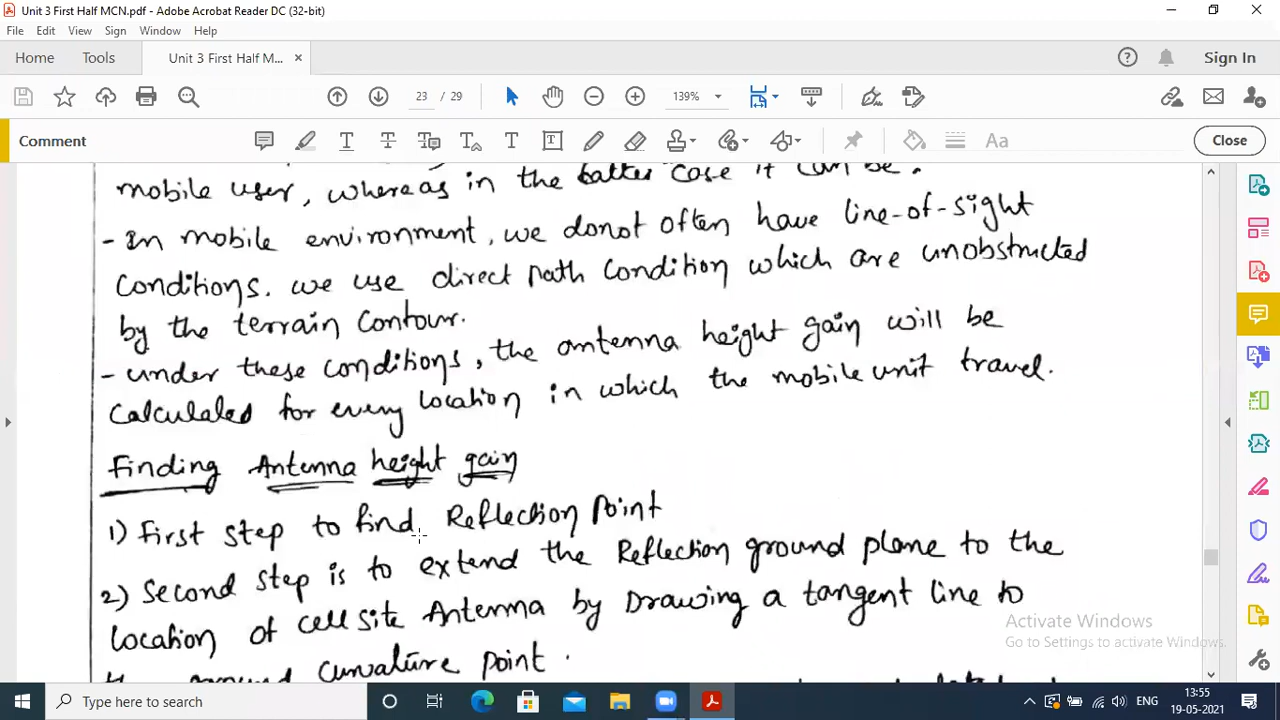 Unit 3 First Half MCN.pdf - Adobe Acrobat Reader DC (32-bit)
File Edit View Sign Window Help
Home Tools Unit 3 First Half M... × Sign In
23 / 29 139%
Comment Close
mobile user, whereas in the latter case it can be.
- In mobile environment, we donot often have line-of-sight
Conditions. we use direct path Condition which are unobstructed
by the terrain Contour.
- under these conditions, the antenna height gain will be
Calculated for every location in which the mobile unit travel.
Finding Antenna height gain
1) First step to find Reflection Point
2) Second step is to extend the Reflection ground plane to the
location of cell site Antenna by Drawing a tangent line to
curvature point.
Activate Windows
Go to Settings to activate Windows.
Type here to search
ENG
13:55
19-05-2021